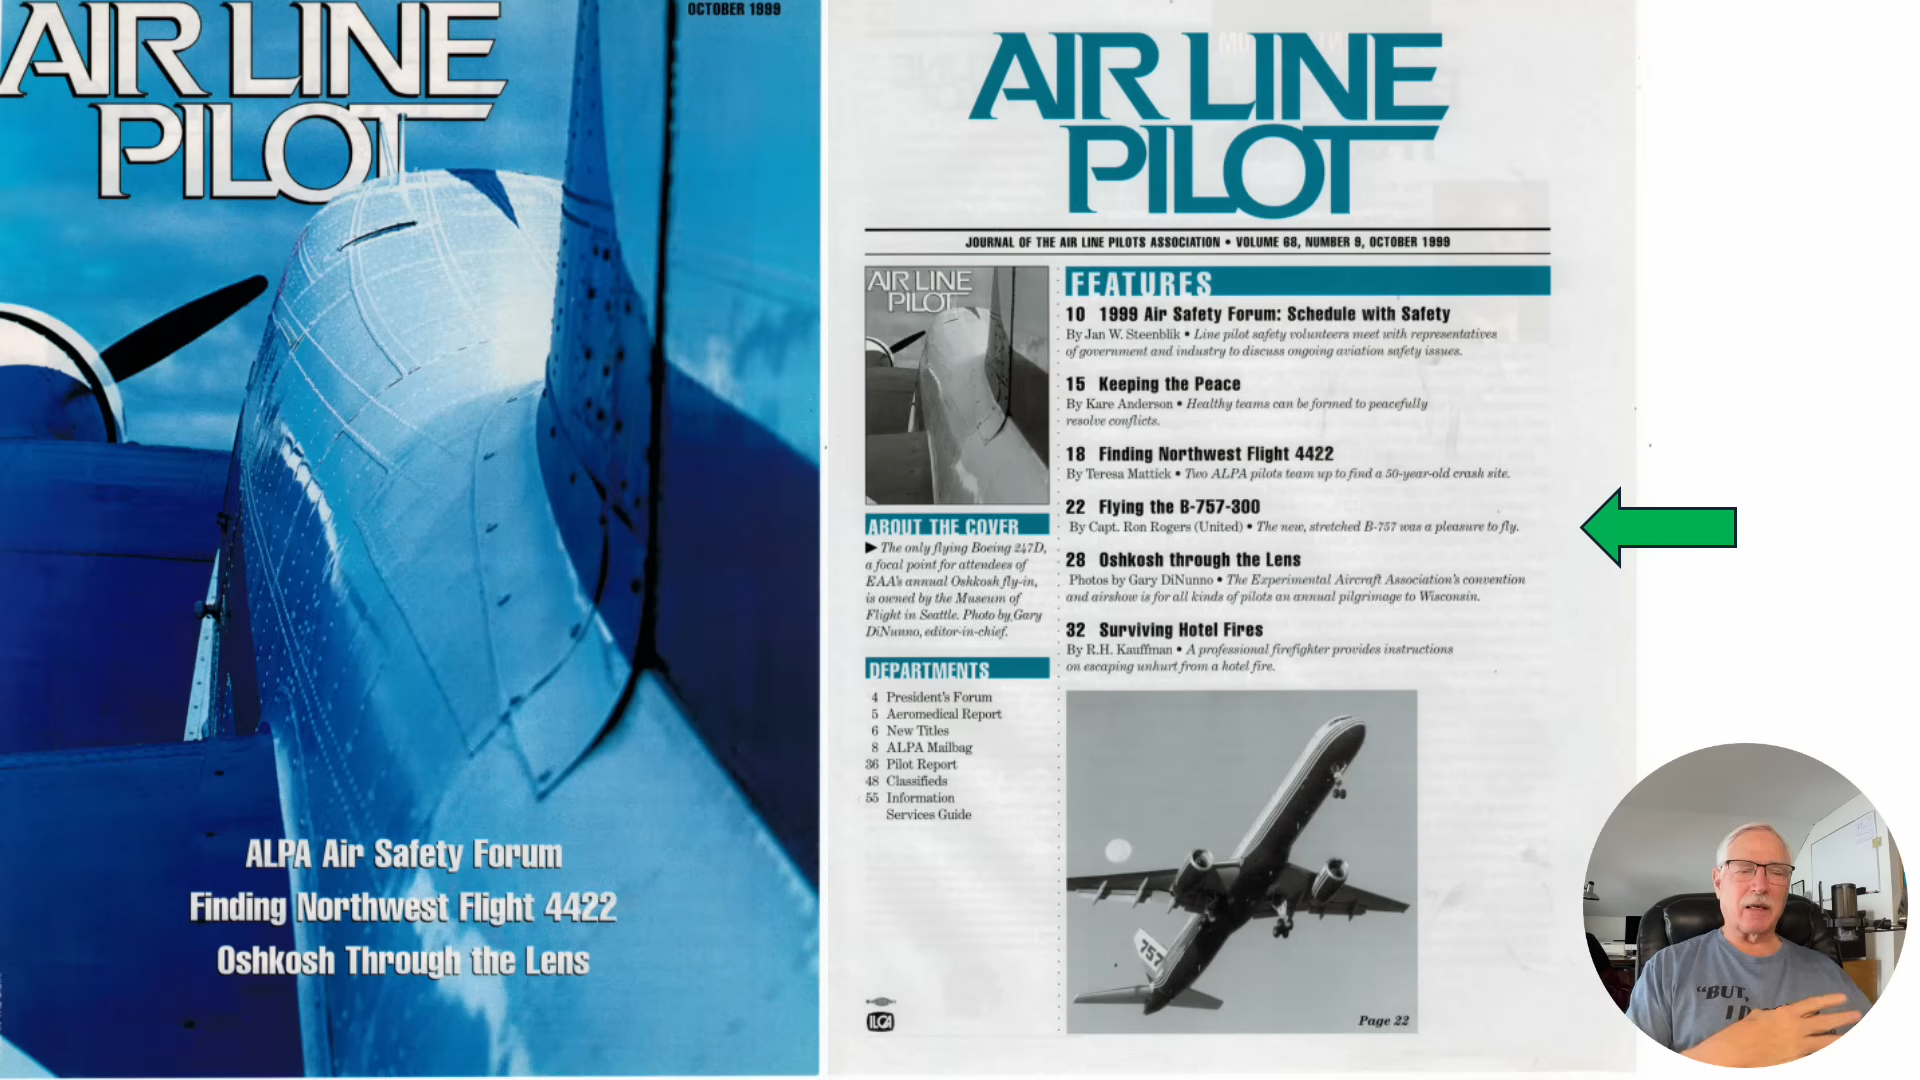 OCTOBER 1999
AIR LINE
PILOT
ALPA Air Safety Forum
Finding Northwest Flight 4422
Oshkosh Through the Lens
AIR LINE
PILOT
JOURNAL OF THE AIR LINE PILOTS ASSOCIATION • VOLUME 68, NUMBER 9, OCTOBER 1999
AIR LINE
PILOT
ABOUT THE COVER
▶ The only flying Boeing 247D,
a focal point for attendees of
EAA's annual Oshkosh fly-in,
is owned by the Museum of
Flight in Seattle. Photo by Gary
DiNunno, editor-in-chief.
DEPARTMENTS
4 President's Forum
5 Aeromedical Report
6 New Titles
8 ALPA Mailbag
36 Pilot Report
48 Classifieds
55 Information
Services Guide
ILCA
FEATURES
10 1999 Air Safety Forum: Schedule with Safety
By Jan W. Steenblik • Line pilot safety volunteers meet with representatives
of government and industry to discuss ongoing aviation safety issues.
15 Keeping the Peace
By Kare Anderson • Healthy teams can be formed to peacefully
resolve conflicts.
18 Finding Northwest Flight 4422
By Teresa Mattick • Two ALPA pilots team up to find a 50-year-old crash site.
22 Flying the B-757-300
By Capt. Ron Rogers (United) • The new, stretched B-757 was a pleasure to fly.
28 Oshkosh through the Lens
Photos by Gary DiNunno • The Experimental Aircraft Association's convention
and airshow is for all kinds of pilots an annual pilgrimage to Wisconsin.
32 Surviving Hotel Fires
By R.H. Kauffman • A professional firefighter provides instructions
on escaping unhurt from a hotel fire.
757
Page 22
"BUT,